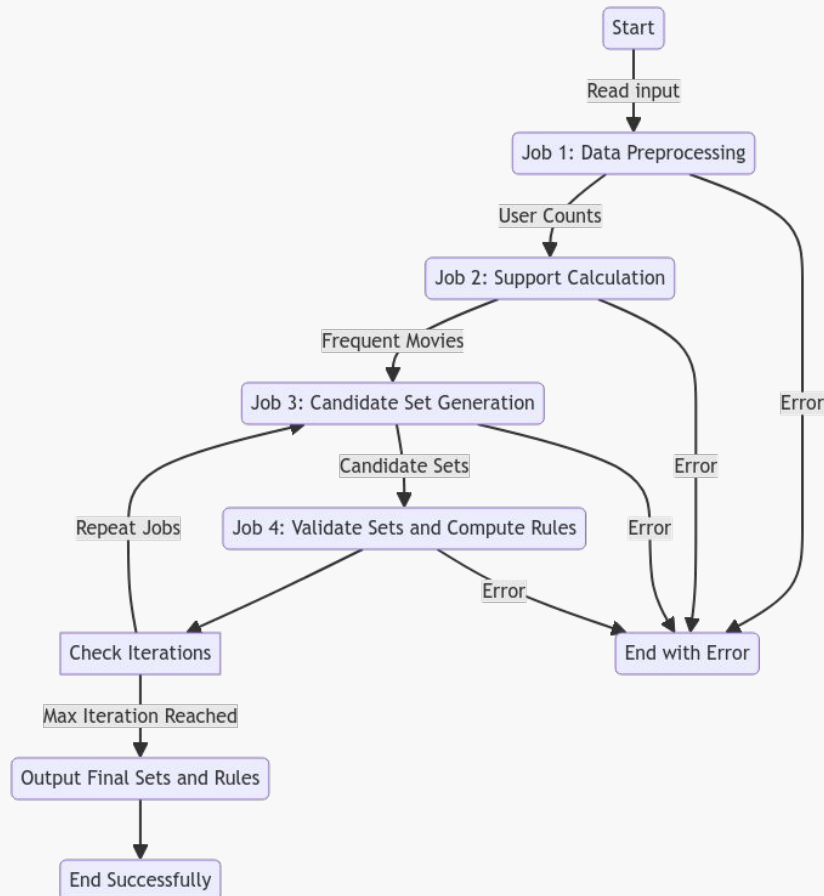 Start
Read input
Job 1: Data Preprocessing
User Counts
Job 2: Support Calculation
Frequent Movies
Job 3: Candidate Set Generation
Error
Candidate Sets
Error
Repeat Jobs
Job 4: Validate Sets and Compute Rules
Error
Error
Check Iterations
End with Error
Max Iteration Reached
Output Final Sets and Rules
End Successfully